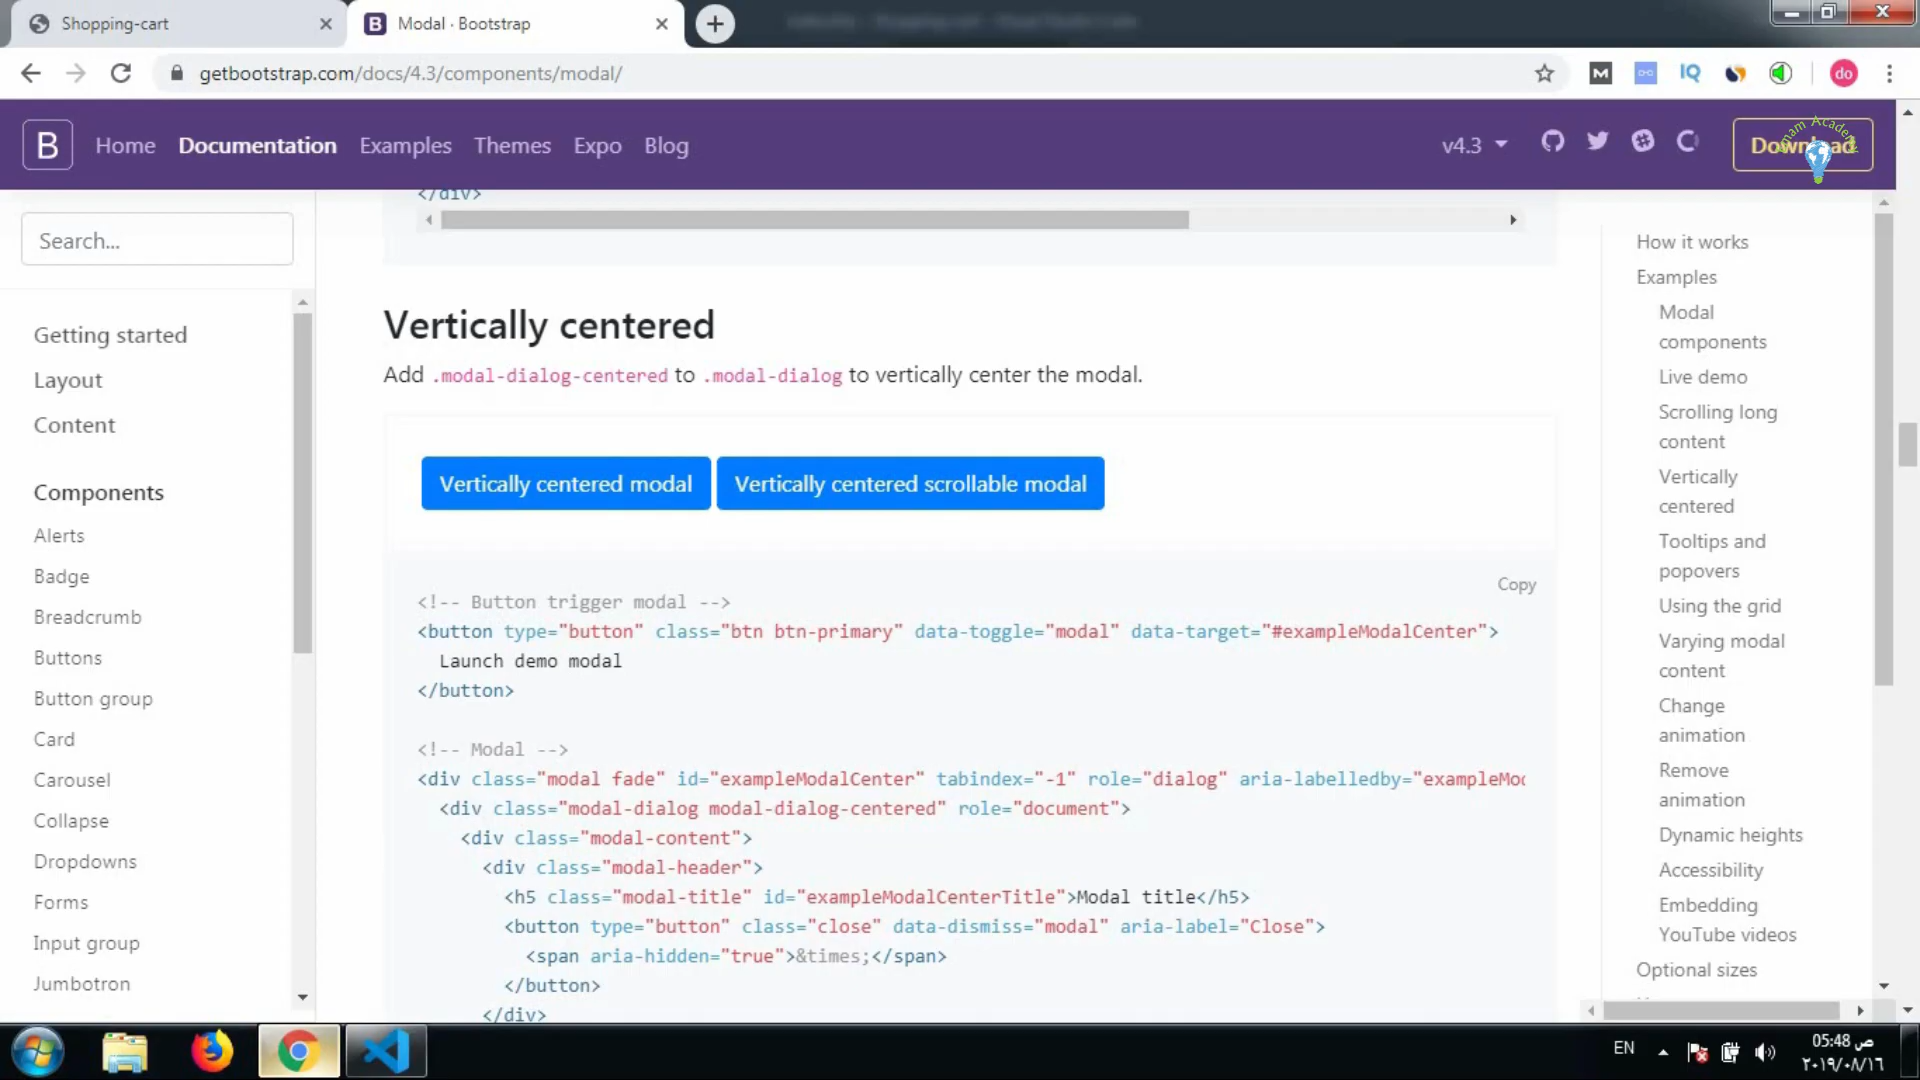 Shopping-cart
Modal · Bootstrap
getbootstrap.com/docs/4.3/components/modal/
IQ
do
B
Home
Documentation
Examples
Themes
Expo
Blog
v4.3
Download
Search...
Getting started
Layout
Content
Components
Alerts
Badge
Breadcrumb
Buttons
Button group
Card
Carousel
Collapse
Dropdowns
Forms
Input group
Jumbotron
</div>
Vertically centered
Add .modal-dialog-centered to .modal-dialog to vertically center the modal.
Vertically centered modal
Vertically centered scrollable modal
Copy
<!-- Button trigger modal -->
<button type="button" class="btn btn-primary" data-toggle="modal" data-target="#exampleModalCenter">
Launch demo modal
</button>
<!-- Modal -->
<div class="modal fade" id="exampleModalCenter" tabindex="-1" role="dialog" aria-labelledby="exampleMo
<div class="modal-dialog modal-dialog-centered" role="document">
<div class="modal-content">
<div class="modal-header">
<h5 class="modal-title" id="exampleModalCenterTitle">Modal title</h5>
<button type="button" class="close" data-dismiss="modal" aria-label="Close">
<span aria-hidden="true">&times;</span>
</button>
</div>
How it works
Examples
Modal
components
Live demo
Scrolling long
content
Vertically
centered
Tooltips and
popovers
Using the grid
Varying modal
content
Change
animation
Remove
animation
Dynamic heights
Accessibility
Embedding
YouTube videos
Optional sizes
EN
05:48 ص
٢٠١٩/٠٨/١٦